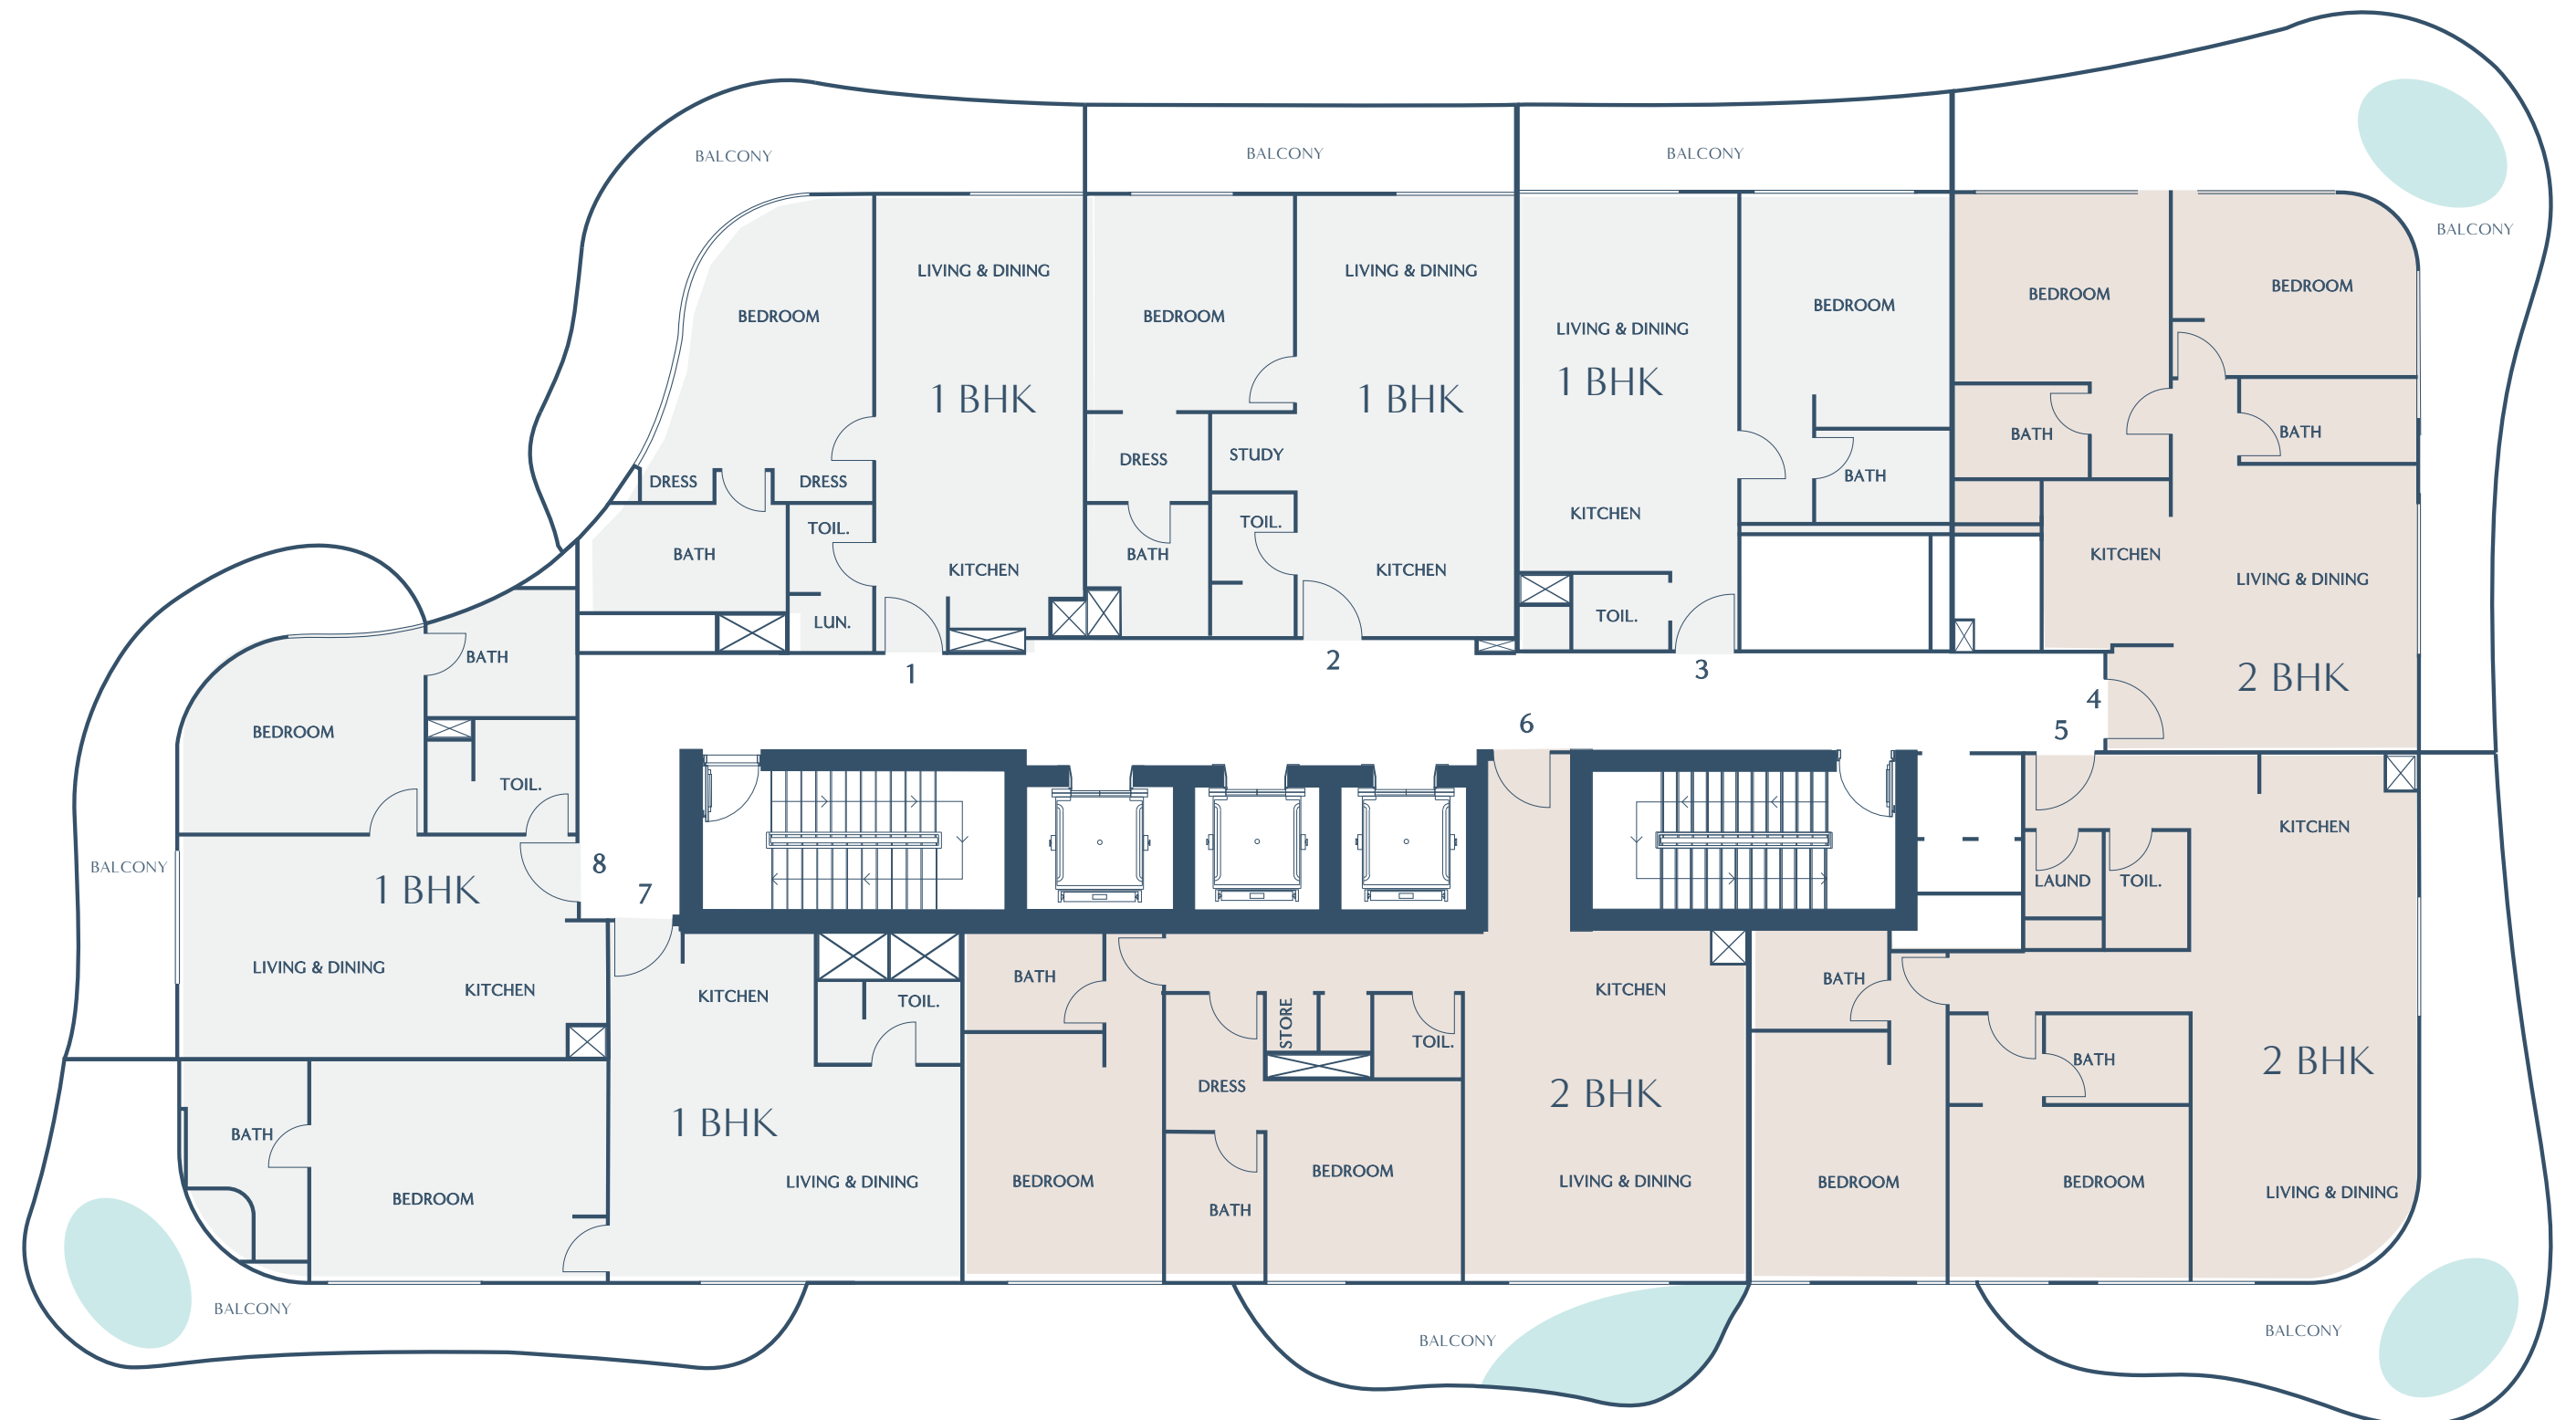 BALCONY
BALCONY
BALCONY
BALCONY
LIVING & DINING
BEDROOM
1 BHK
DRESS
DRESS
BATH
TOIL.
LUN.
KITCHEN
1
BEDROOM
LIVING & DINING
1 BHK
DRESS
STUDY
TOIL.
BATH
KITCHEN
2
LIVING & DINING
BEDROOM
1 BHK
BATH
KITCHEN
TOIL.
3
BEDROOM
BEDROOM
BATH
BATH
KITCHEN
LIVING & DINING
2 BHK
4
5
6
BATH
BEDROOM
TOIL.
BALCONY
1 BHK
8
7
LIVING & DINING
KITCHEN
BATH
BEDROOM
BALCONY
KITCHEN
TOIL.
1 BHK
LIVING & DINING
BATH
STORE
TOIL.
DRESS
BEDROOM
BEDROOM
BATH
KITCHEN
2 BHK
LIVING & DINING
BALCONY
KITCHEN
LAUND
TOIL.
BATH
BATH
2 BHK
BEDROOM
BEDROOM
LIVING & DINING
BALCONY